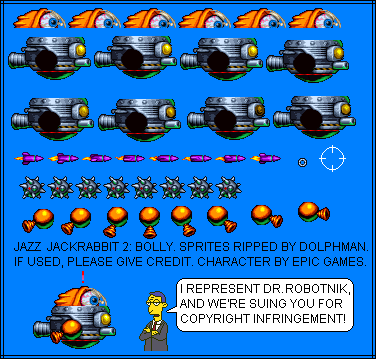 JAZZ JACKRABBIT 2: BOLLY. SPRITES RIPPED BY DOLPHMAN.
IF USED, PLEASE GIVE CREDIT. CHARACTER BY EPIC GAMES.
I REPRESENT DR.ROBOTNIK,
AND WE'RE SUING YOU FOR
COPYRIGHT INFRINGEMENT!